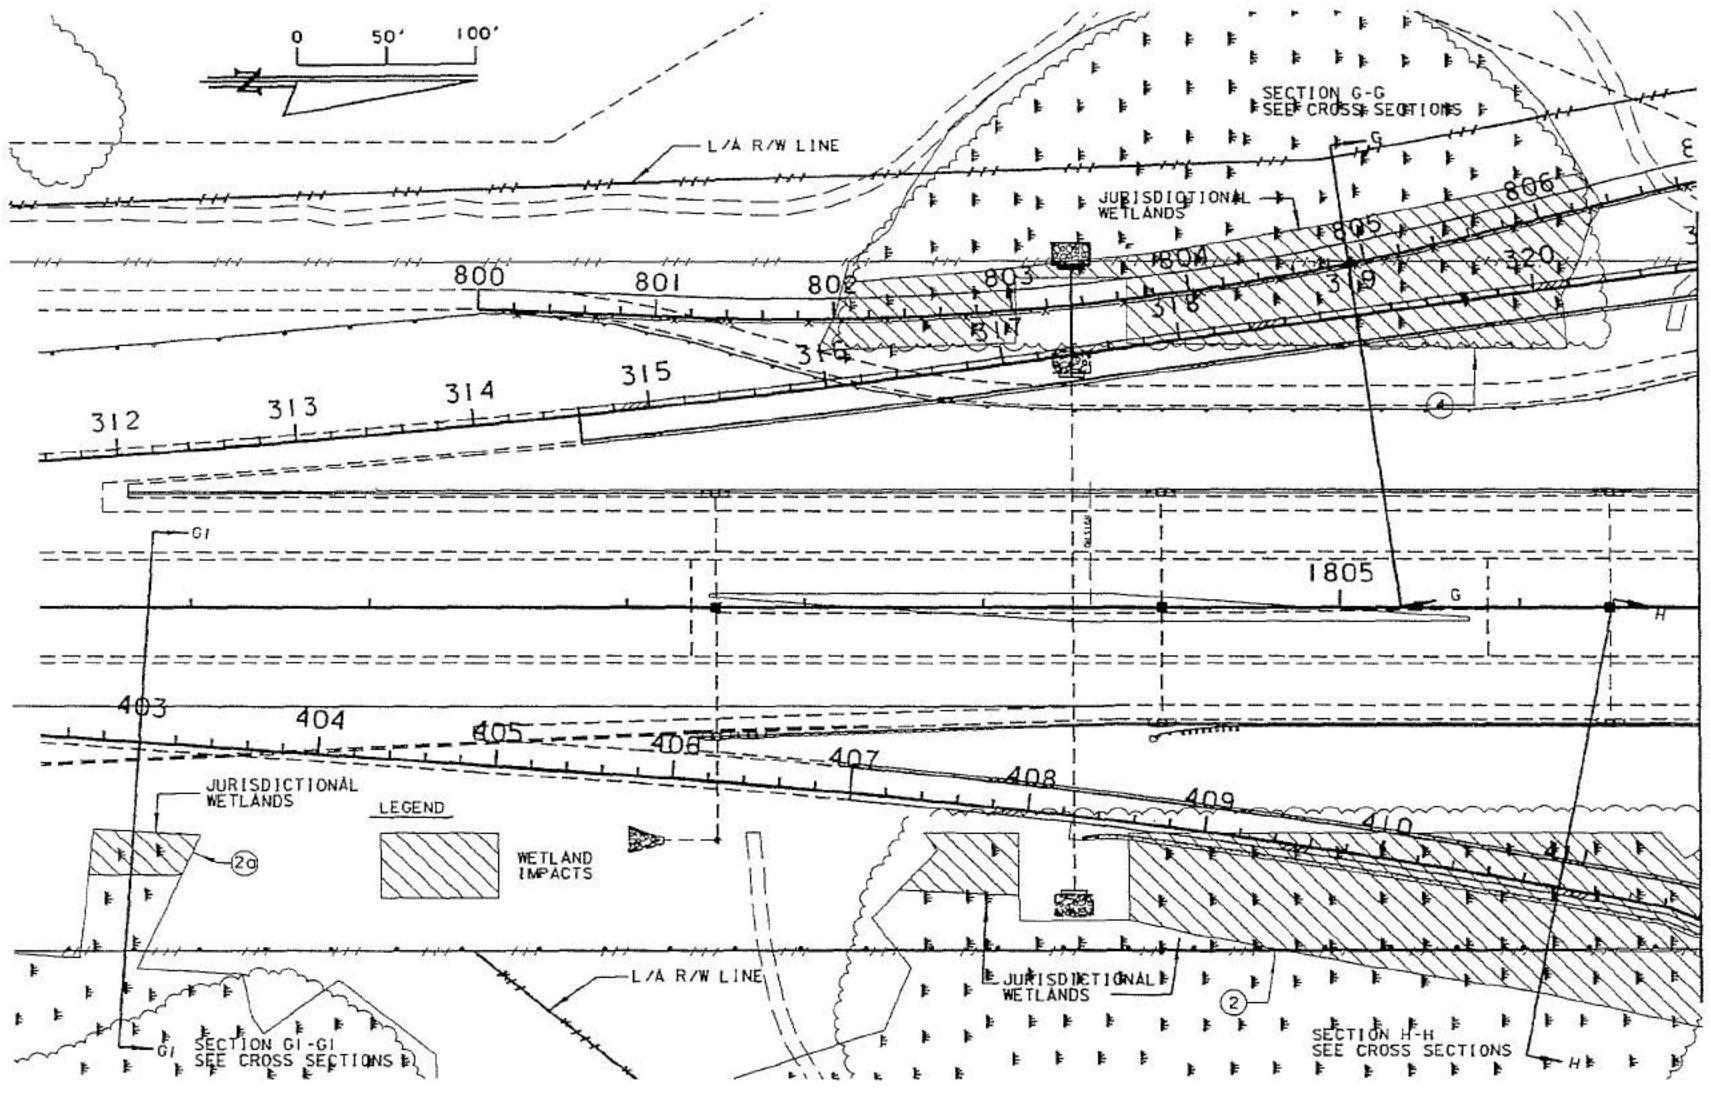 0 50' 100'
SECTION G-G
SEE CROSS SECTIONS
G
L/A R/W LINE
JURISDICTIONAL
WETLANDS
806
805
804
803
802
801
800
320
319
318
317
316
315
314
313
312
4
G1
1805
G
H
403
404
405
406
407
408
409
410
411
JURISDICTIONAL
WETLANDS
LEGEND
2a
WETLAND
IMPACTS
L/A R/W LINE
JURISDICTIONAL
WETLANDS
2
SECTION G1-G1
SEE CROSS SECTIONS
G1
SECTION H-H
SEE CROSS SECTIONS
H